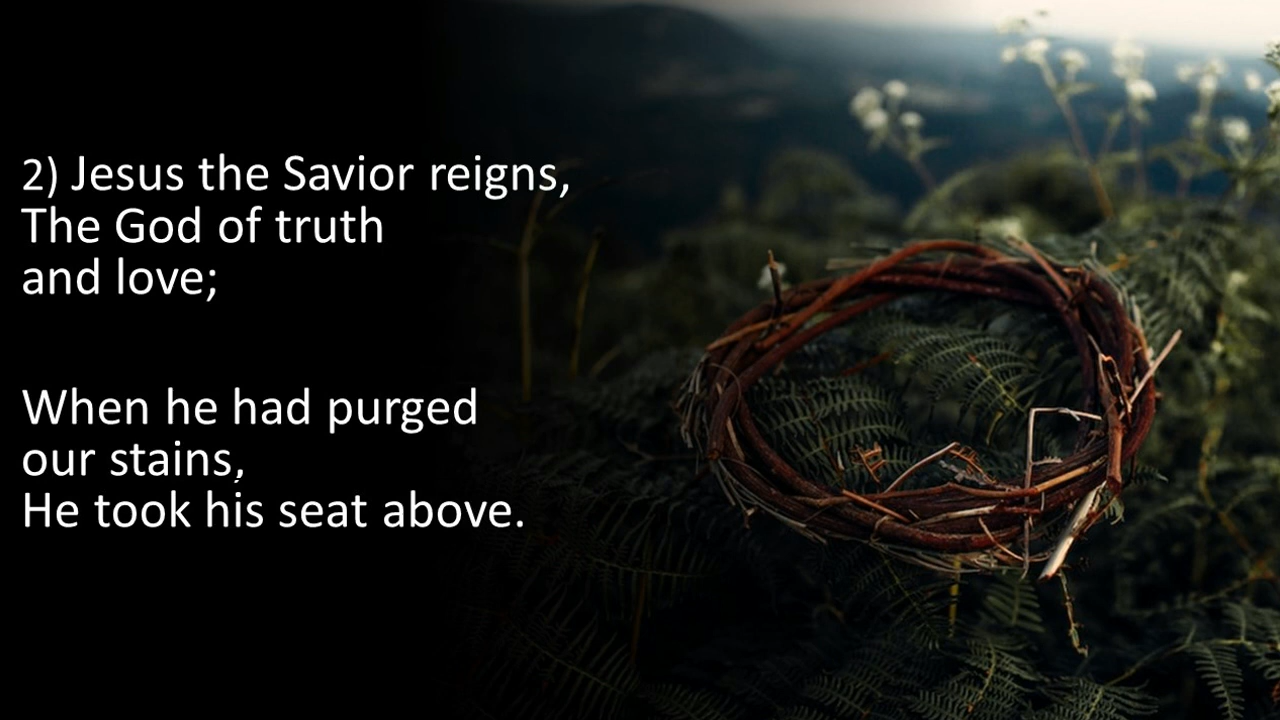 2) Jesus the Savior reigns,
The God of truth
and love;
When he had purged
our stains,
He took his seat above.